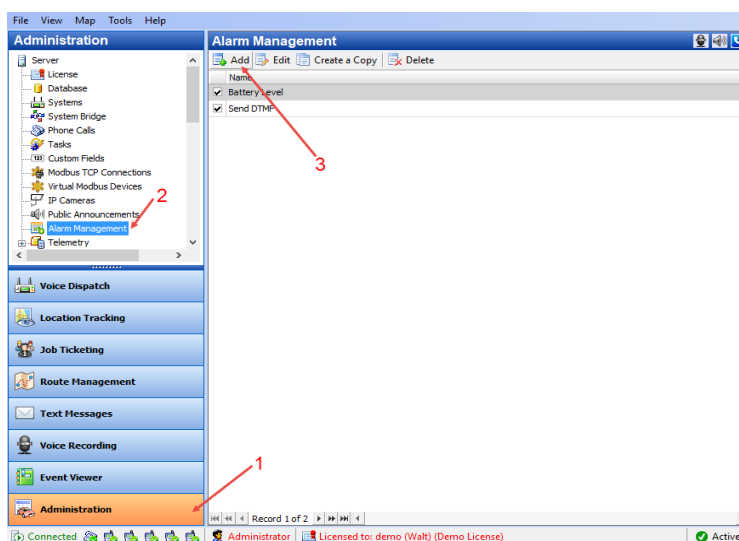 File View Map Tools Help
Administration
Server
License
Database
Systems
System Bridge
Phone Calls
Tasks
Custom Fields
Modbus TCP Connections
Virtual Modbus Devices
IP Cameras
Public Announcements
Alarm Management
Telemetry
2
Voice Dispatch
Location Tracking
Job Ticketing
Route Management
Text Messages
Voice Recording
Event Viewer
Administration
1
Alarm Management
Add Edit Create a Copy Delete
Name
Battery Level
Send DTMF
3
Record 1 of 2
Connected Administrator Licensed to: demo (Walt) (Demo License) Active